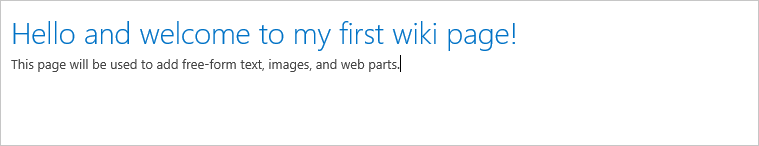 Hello and welcome to my first wiki page!
This page will be used to add free-form text, images, and web parts.